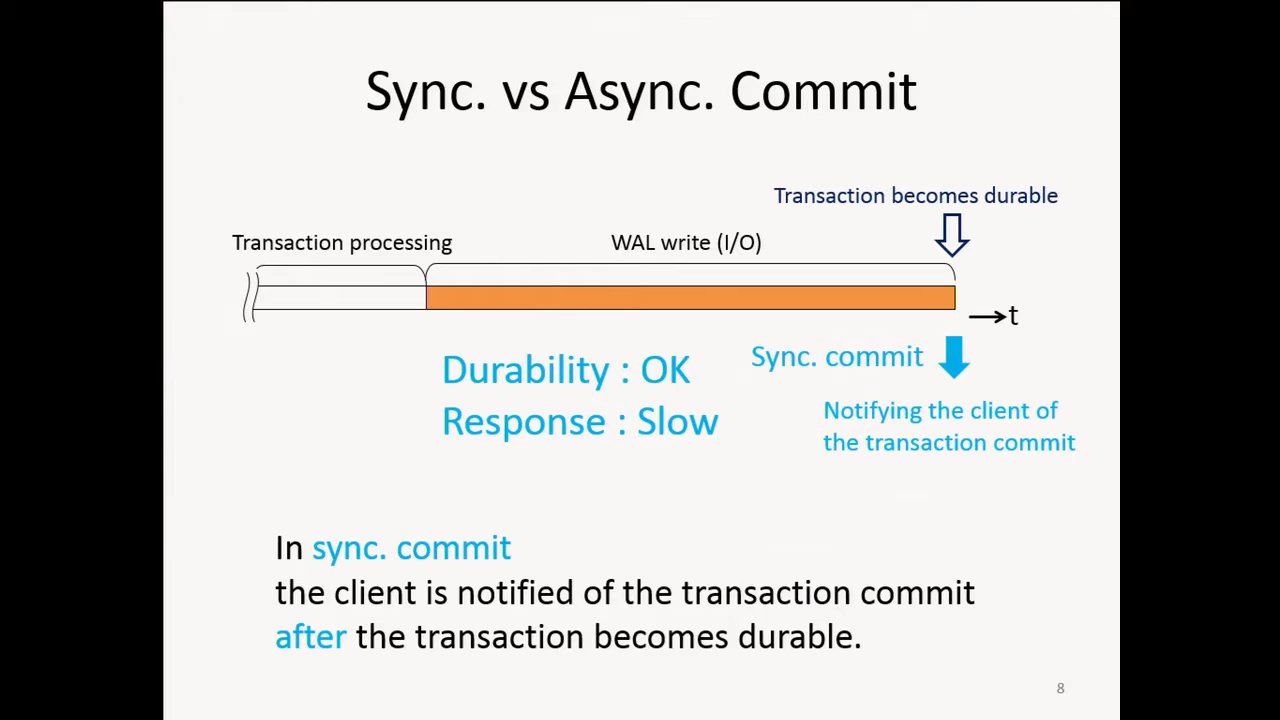 Sync. vs Async. Commit
Transaction becomes durable
Transaction processing
WAL write (I/O)
t
Durability : OK
Response : Slow
Sync. commit
Notifying the client of
the transaction commit
In sync. commit
the client is notified of the transaction commit
after the transaction becomes durable.
8